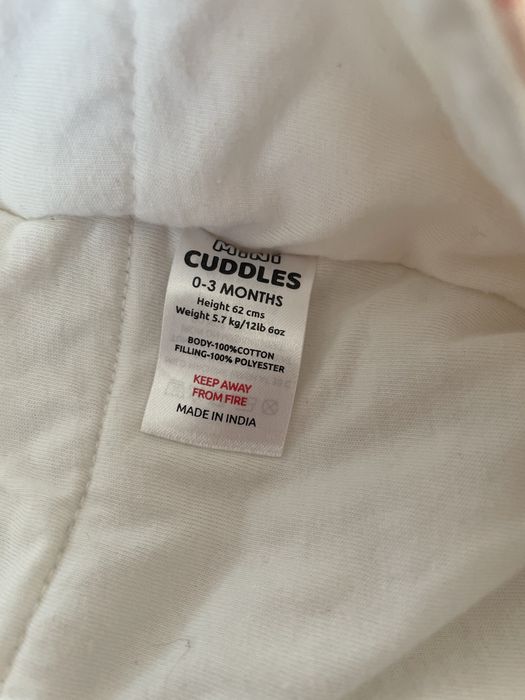 MINI
CUDDLES
0-3 MONTHS
Height 62 cms
Weight 5.7 kg/12lb 6oz
BODY-100%COTTON
FILLING-100% POLYESTER
KEEP AWAY
FROM FIRE
MADE IN INDIA